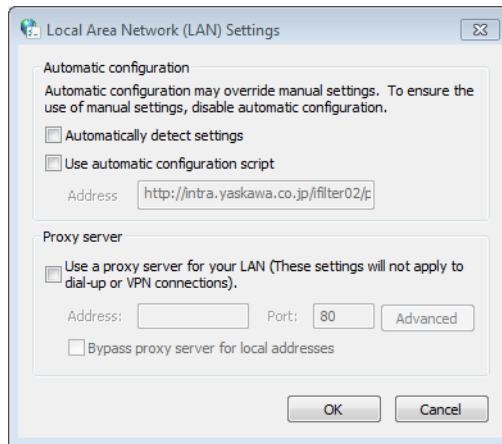 Local Area Network (LAN) Settings
Automatic configuration
Automatic configuration may override manual settings. To ensure the
use of manual settings, disable automatic configuration.
Automatically detect settings
Use automatic configuration script
Address http://intra.yaskawa.co.jp/ifilter02/p
Proxy server
Use a proxy server for your LAN (These settings will not apply to
dial-up or VPN connections).
Address: Port: 80 Advanced
Bypass proxy server for local addresses
OK Cancel